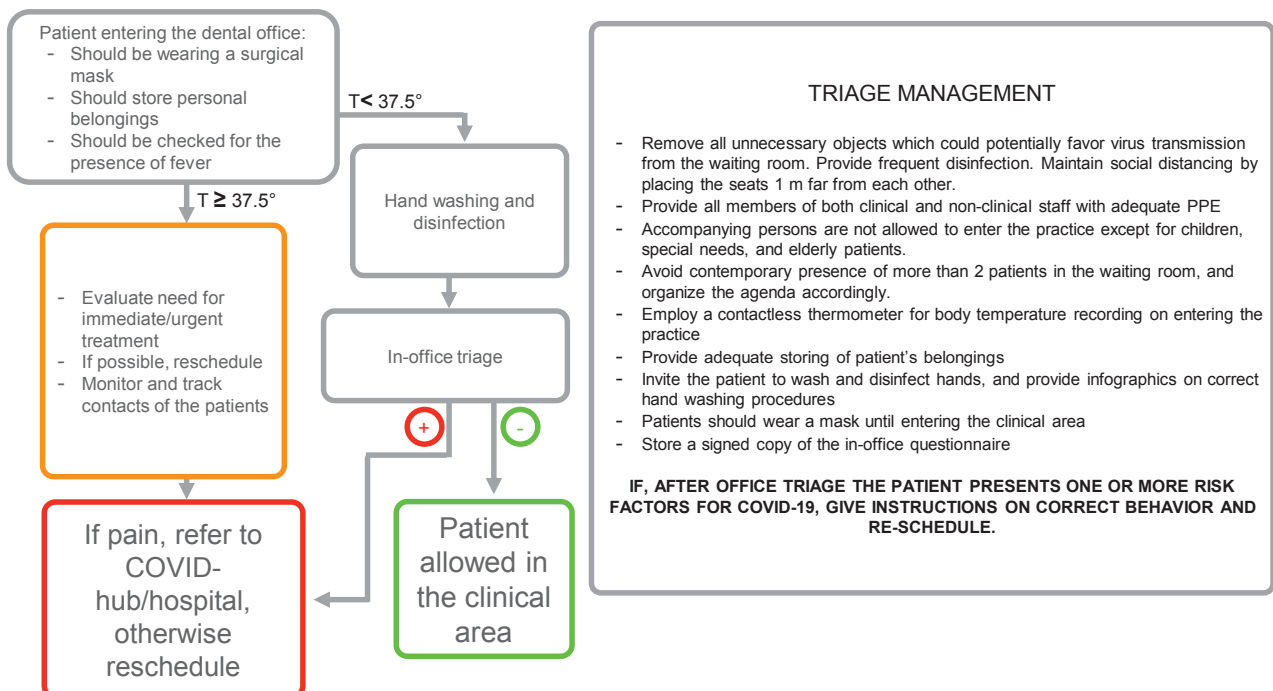 Patient entering the dental office:
- Should be wearing a surgical
mask
- Should store personal
belongings
- Should be checked for the
presence of fever
T< 37.5°
T ≥ 37.5°
Hand washing and
disinfection
- Evaluate need for
immediate/urgent
treatment
- If possible, reschedule
- Monitor and track
contacts of the patients
In-office triage
+
-
If pain, refer to
COVID-
hub/hospital,
otherwise
reschedule
Patient
allowed in
the clinical
area
TRIAGE MANAGEMENT
- Remove all unnecessary objects which could potentially favor virus transmission
from the waiting room. Provide frequent disinfection. Maintain social distancing by
placing the seats 1 m far from each other.
- Provide all members of both clinical and non-clinical staff with adequate PPE
- Accompanying persons are not allowed to enter the practice except for children,
special needs, and elderly patients.
- Avoid contemporary presence of more than 2 patients in the waiting room, and
organize the agenda accordingly.
- Employ a contactless thermometer for body temperature recording on entering the
practice
- Provide adequate storing of patient's belongings
- Invite the patient to wash and disinfect hands, and provide infographics on correct
hand washing procedures
- Patients should wear a mask until entering the clinical area
- Store a signed copy of the in-office questionnaire
IF, AFTER OFFICE TRIAGE THE PATIENT PRESENTS ONE OR MORE RISK
FACTORS FOR COVID-19, GIVE INSTRUCTIONS ON CORRECT BEHAVIOR AND
RE-SCHEDULE.